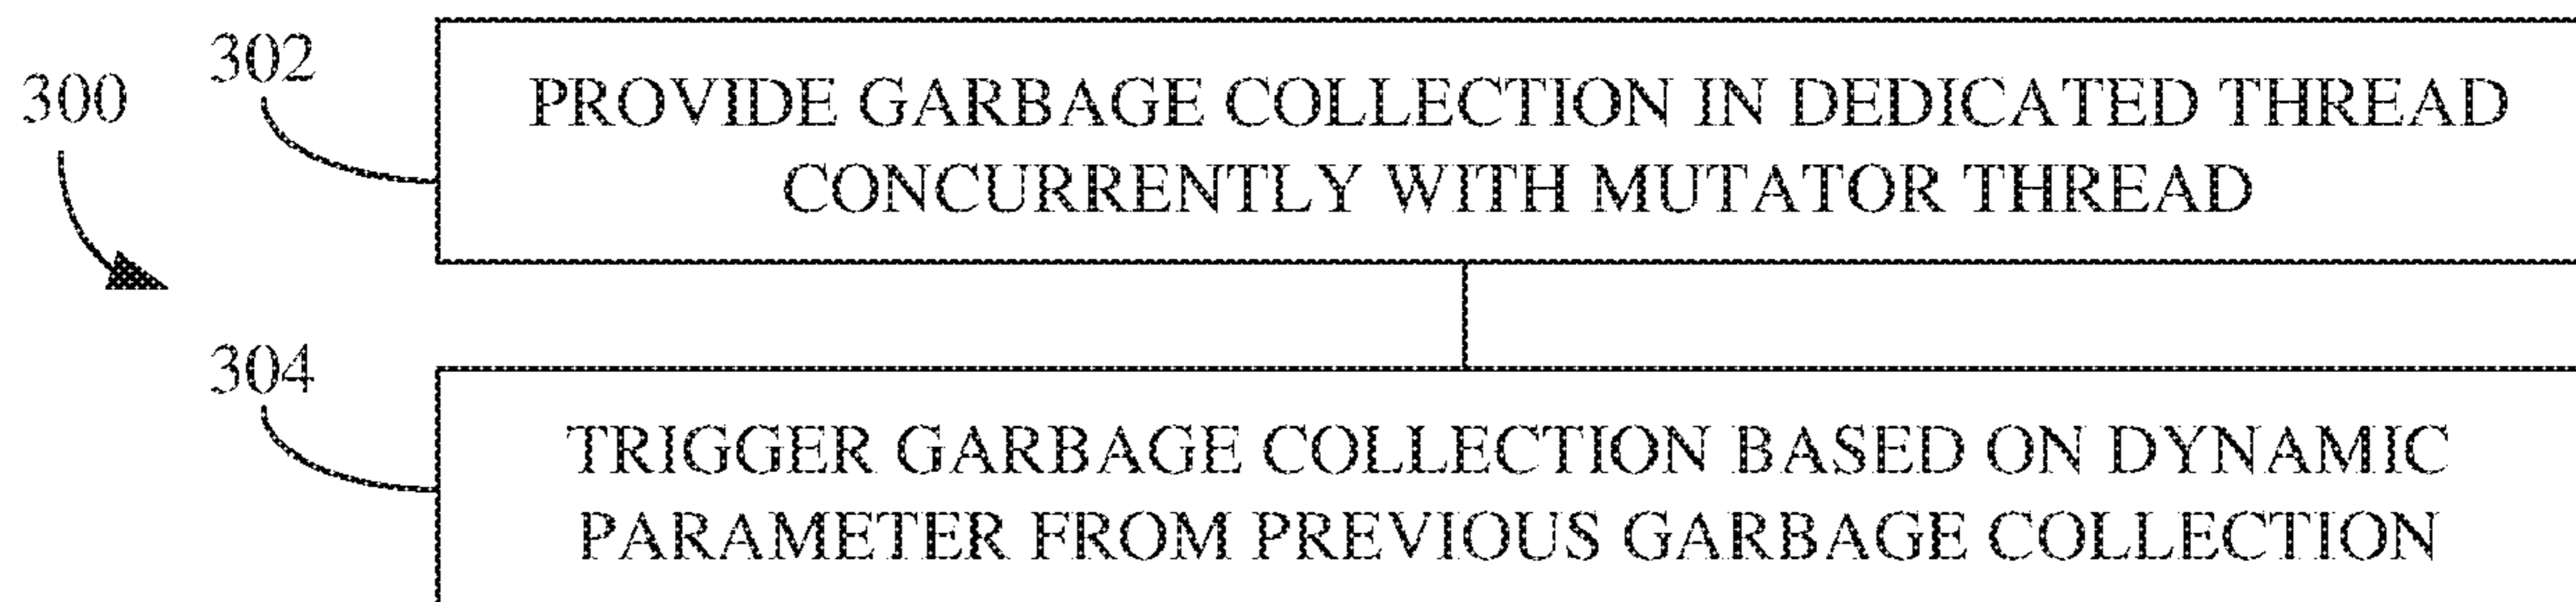 300
302
PROVIDE GARBAGE COLLECTION IN DEDICATED THREAD
CONCURRENTLY WITH MUTATOR THREAD
304
TRIGGER GARBAGE COLLECTION BASED ON DYNAMIC
PARAMETER FROM PREVIOUS GARBAGE COLLECTION